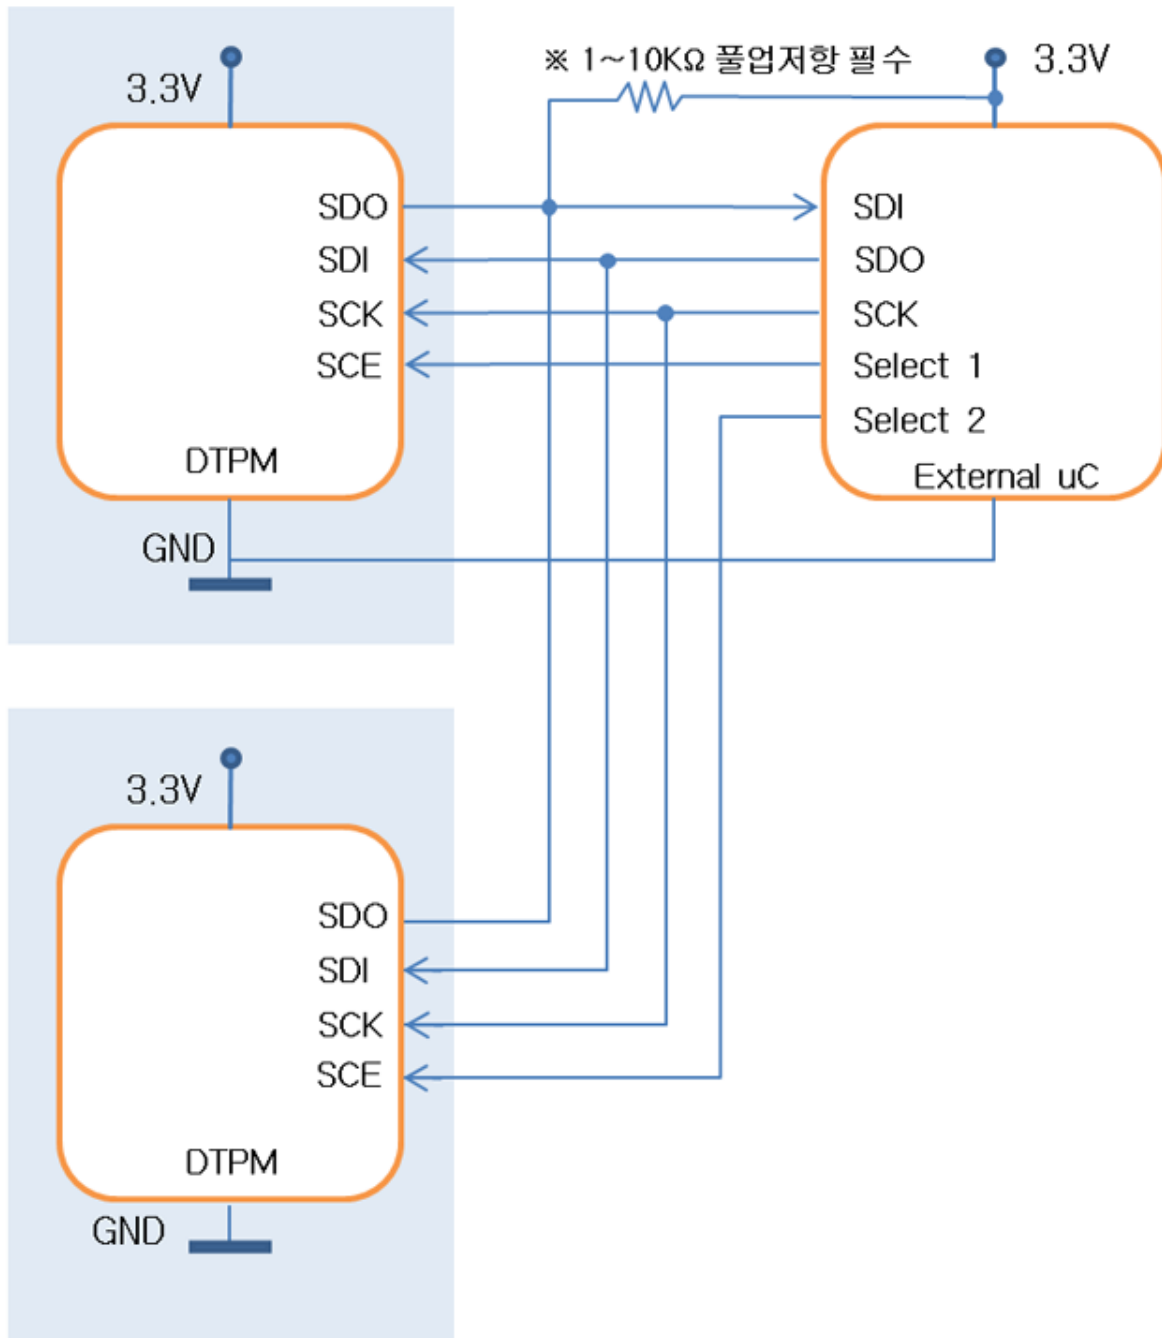 ※ 1~10KΩ 풀업저항 필수
3.3V
3.3V
SDO
SDI
SCK
SCE
DTPM
GND
SDI
SDO
SCK
Select 1
Select 2
External uC
3.3V
SDO
SDI
SCK
SCE
DTPM
GND